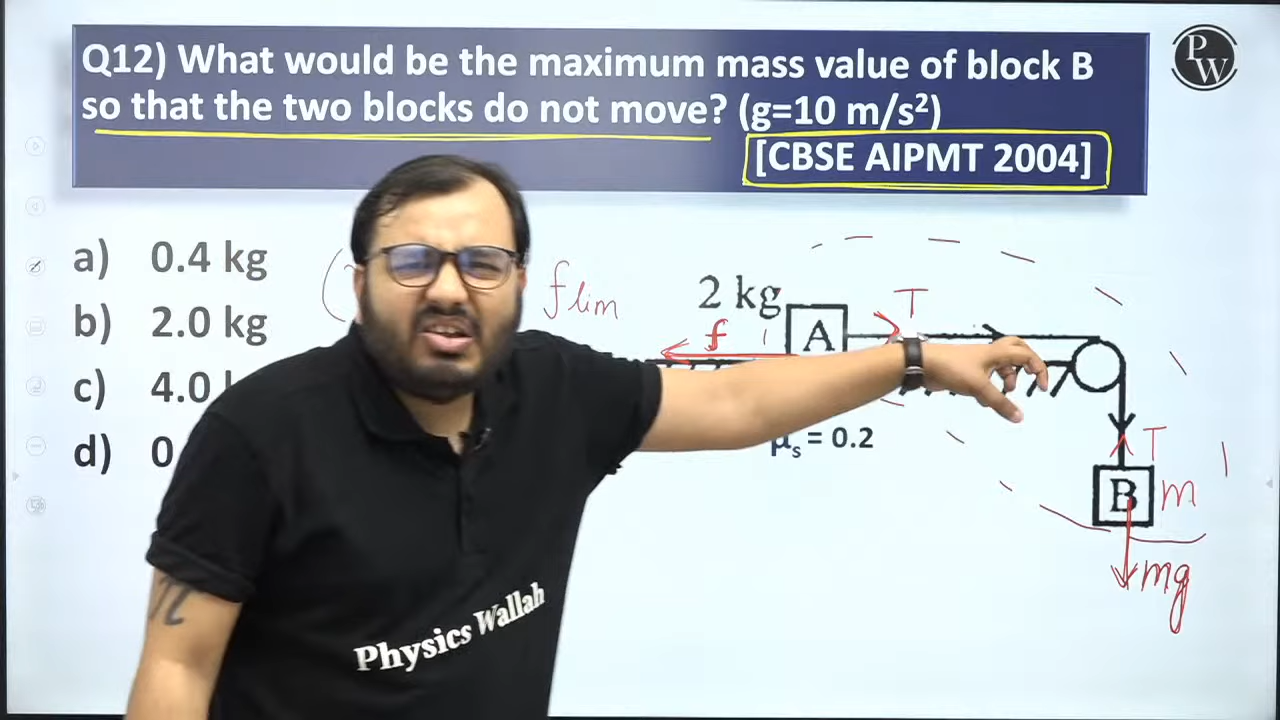 Q12) What would be the maximum mass value of block B
so that the two blocks do not move? (g=10 m/s²)
[CBSE AIPMT 2004]
PW
a) 0.4 kg
b) 2.0 kg
c) 4.0
d) 0
f lim
2 kg
A
f
T
= 0.2
T
B
m
mg
Physics Wallah